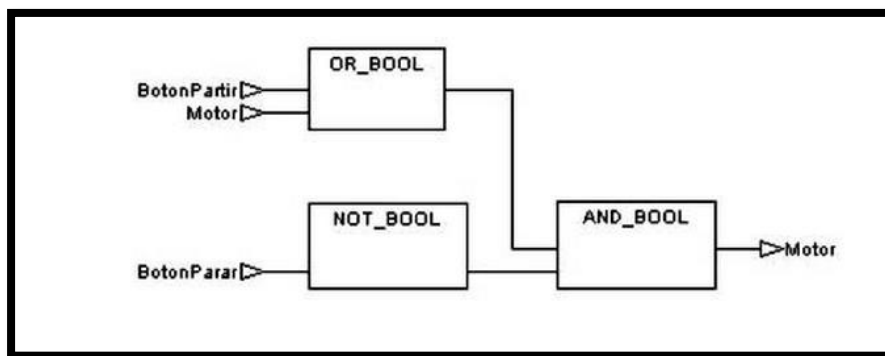 OR_BOOL
BotonPartir
Motor
NOT_BOOL
AND_BOOL
Motor
BotonParar